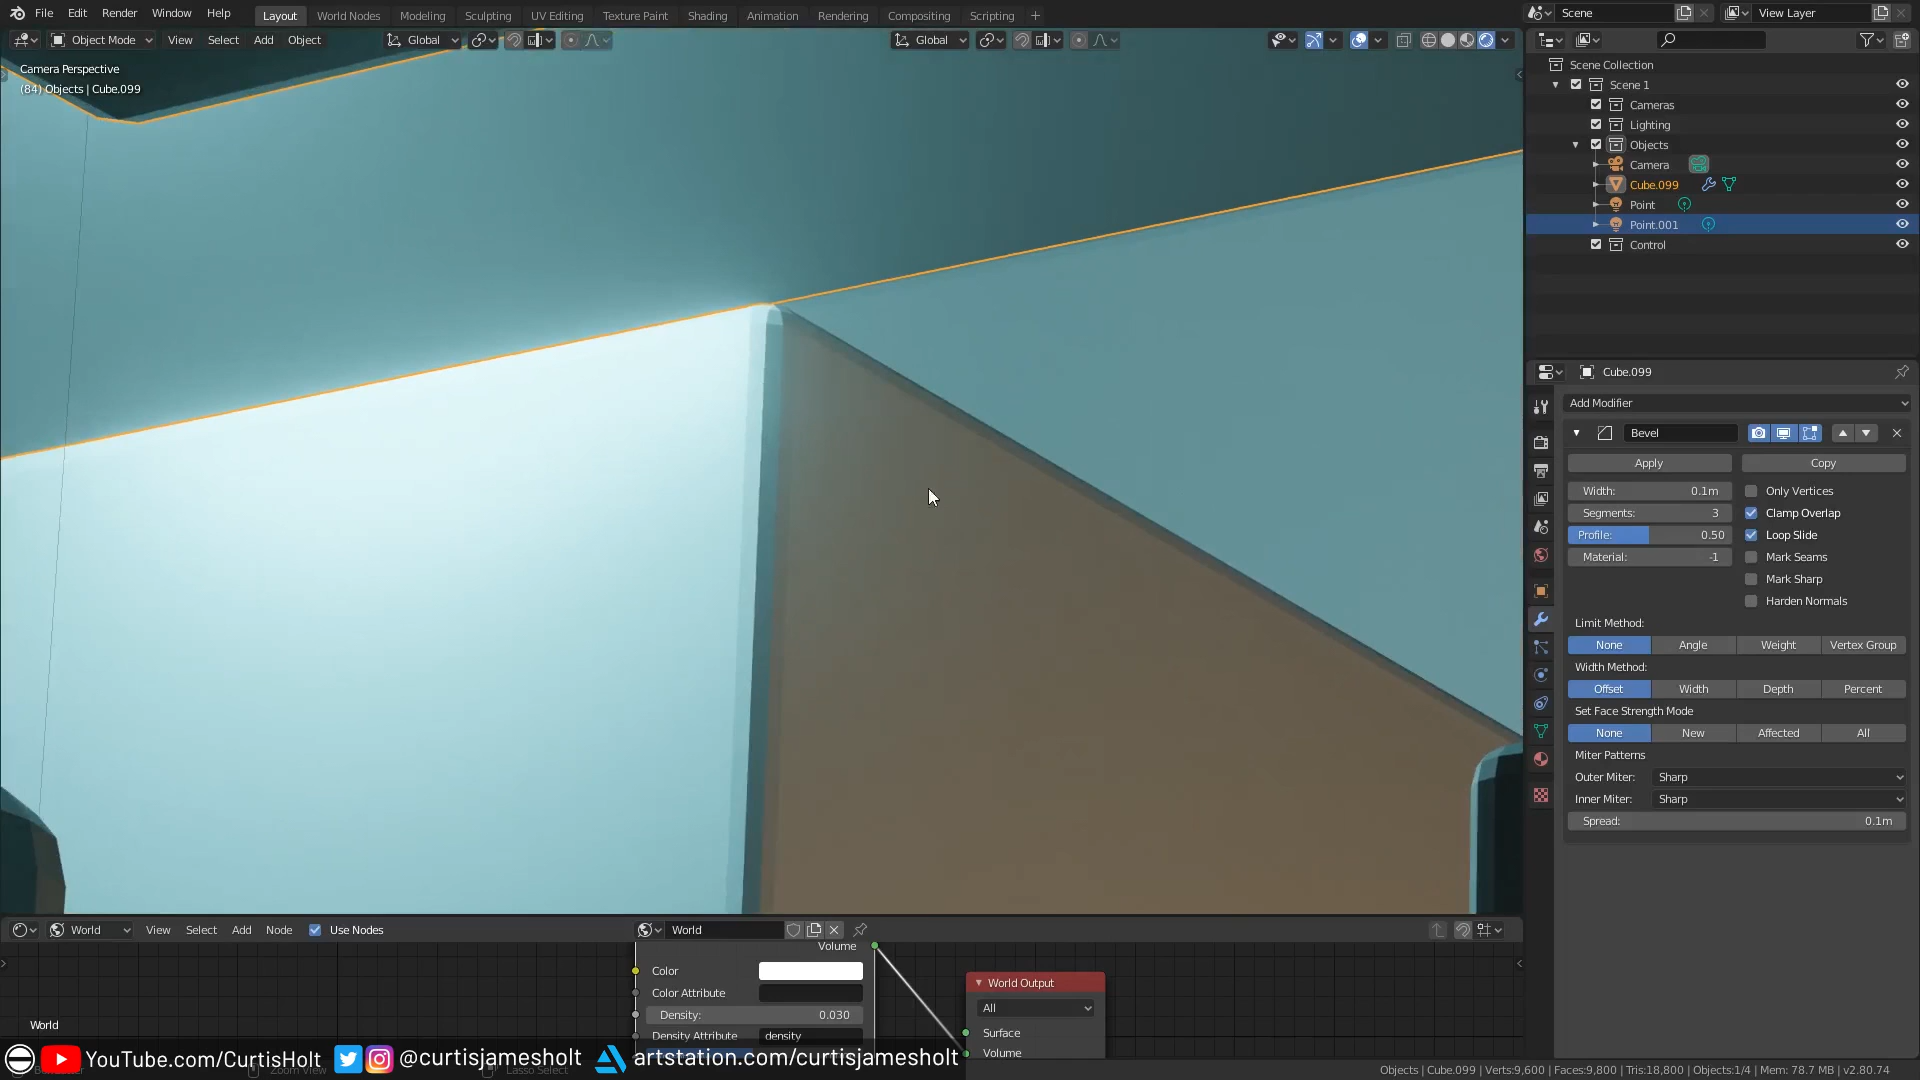 File Edit Render Window Help
Layout World Nodes Modeling Sculpting UV Editing Texture Paint Shading Animation Rendering Compositing Scripting +
Scene
View Layer
Object Mode View Select Add Object
Global
Global
Camera Perspective
(84) Objects | Cube.099
Scene Collection
Scene 1
Cameras
Lighting
Objects
Camera
Cube.099
Point
Point.001
Control
Cube.099
Add Modifier
Bevel
Apply Copy
Width: 0.1m Only Vertices
Segments: 3 Clamp Overlap
Profile: 0.50 Loop Slide
Material: -1 Mark Seams
Mark Sharp
Harden Normals
Limit Method:
None Angle Weight Vertex Group
Width Method:
Offset Width Depth Percent
Set Face Strength Mode
None New Affected All
Miter Patterns
Outer Miter: Sharp
Inner Miter: Sharp
Spread: 0.1m
World View Select Add Node Use Nodes
World
Volume
Color
Color Attribute
Density: 0.030
Density Attribute density
World Output
All
Surface
Volume
World
YouTube.com/CurtisHolt @curtisjamesholt artstation.com/curtisjamesholt
Zoom View Lasso Select
Objects | Cube.099 | Verts:9,600 | Faces:9,800 | Tris:18,800 | Objects:1/4 | Mem: 78.7 MB | v2.80.74